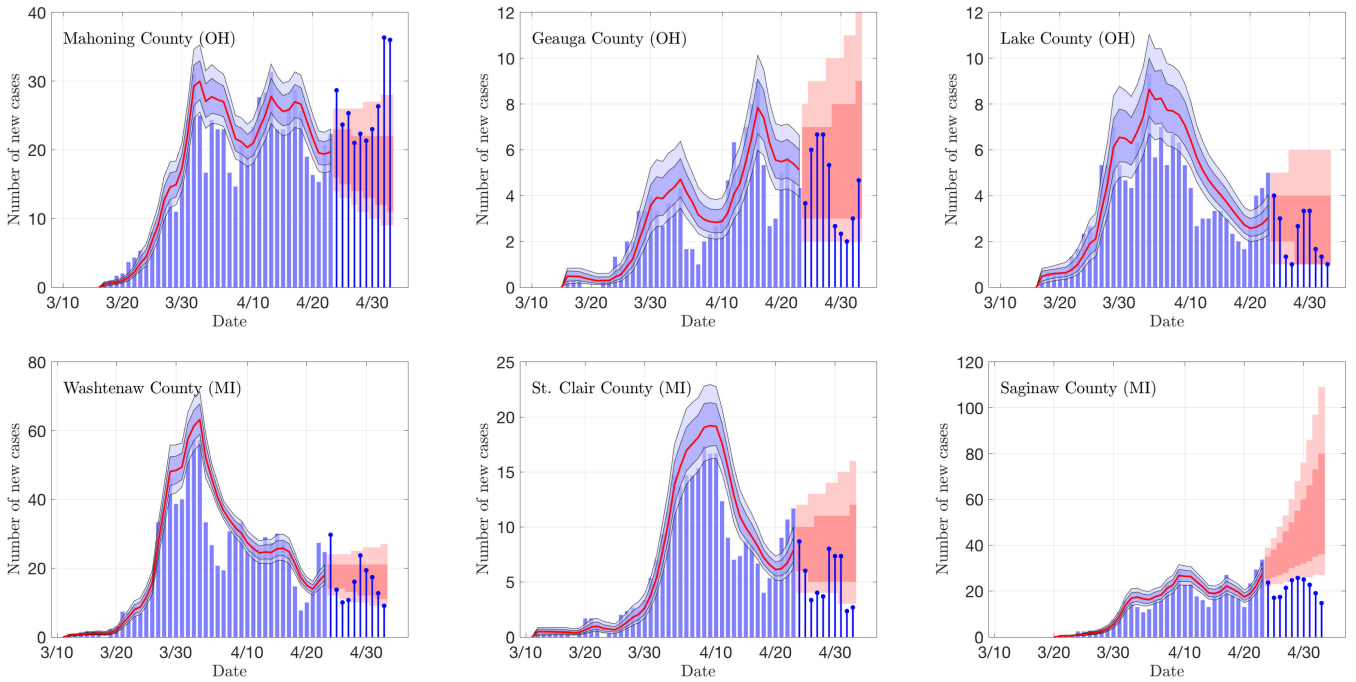 Mahoning County (OH)
Number of new cases
40
30
20
10
0
3/10 3/20 3/30 4/10 4/20 4/30
Date
Geauga County (OH)
Number of new cases
12
10
8
6
4
2
0
3/10 3/20 3/30 4/10 4/20 4/30
Date
Lake County (OH)
Number of new cases
12
10
8
6
4
2
0
3/10 3/20 3/30 4/10 4/20 4/30
Date
Washtenaw County (MI)
Number of new cases
80
60
40
20
0
3/10 3/20 3/30 4/10 4/20 4/30
Date
St. Clair County (MI)
Number of new cases
25
20
15
10
5
0
3/10 3/20 3/30 4/10 4/20 4/30
Date
Saginaw County (MI)
Number of new cases
120
100
80
60
40
20
0
3/10 3/20 3/30 4/10 4/20 4/30
Date